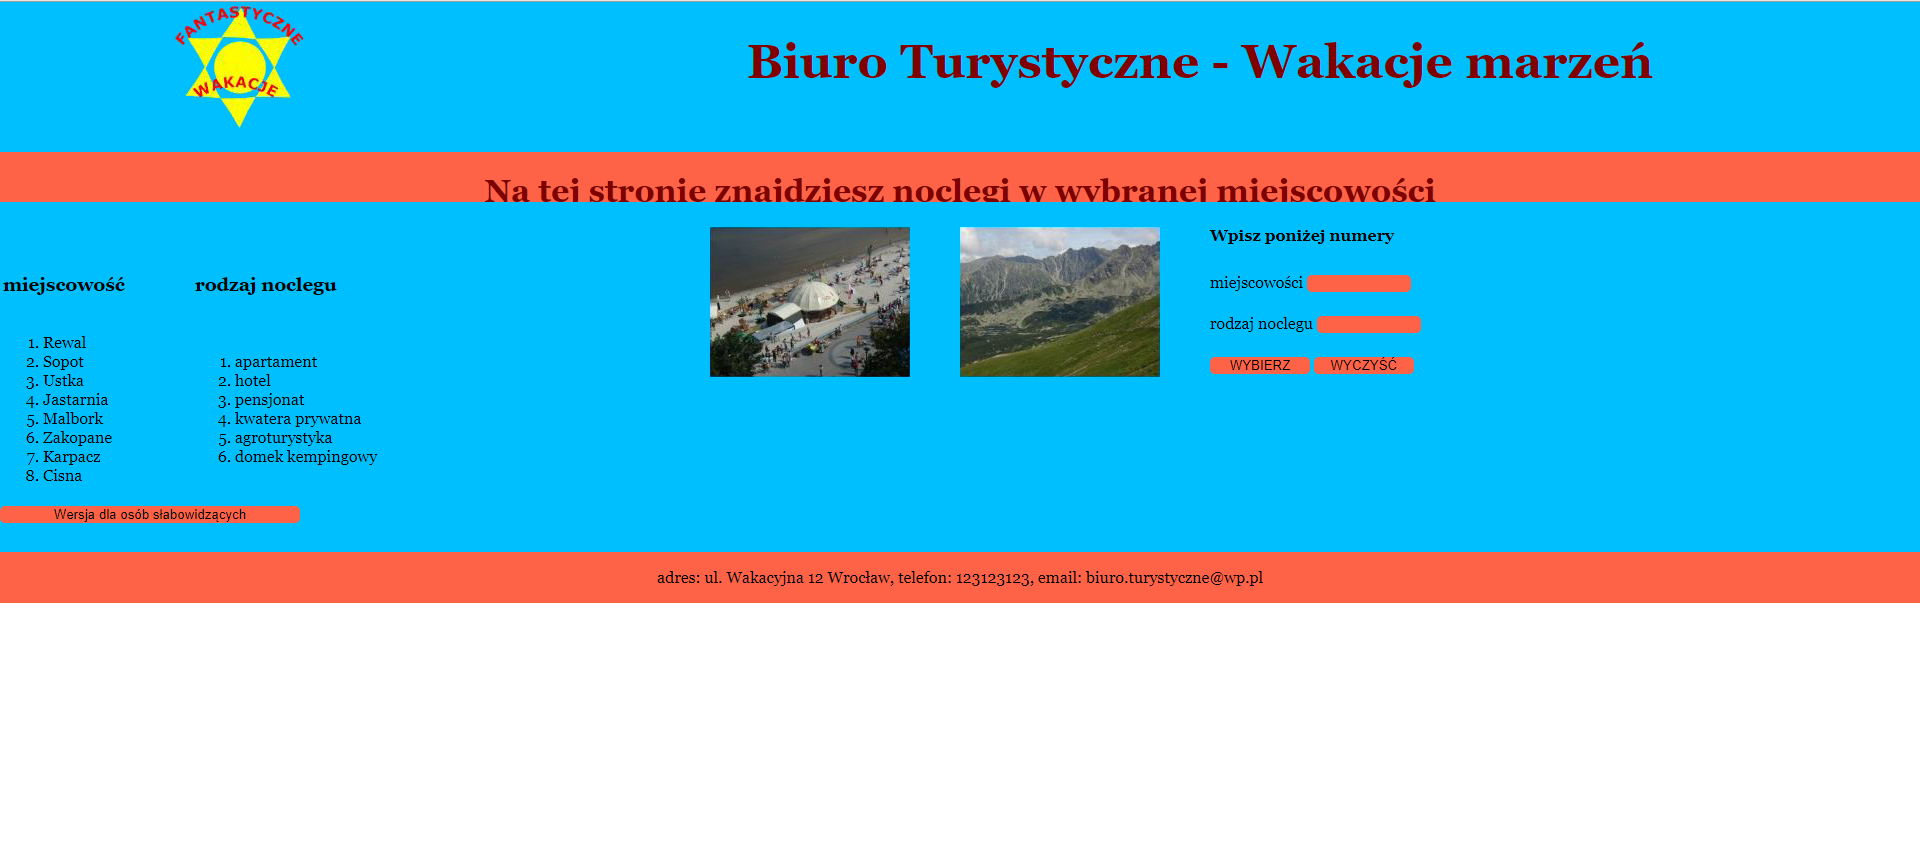 FANTASTYCZNE
WAKACJE
Biuro Turystyczne - Wakacje marzeń
Na tej stronie znajdziesz noclegi w wybranej miejscowości
miejscowość
1. Rewal
2. Sopot
3. Ustka
4. Jastarnia
5. Malbork
6. Zakopane
7. Karpacz
8. Cisna
rodzaj noclegu
1. apartament
2. hotel
3. pensjonat
4. kwatera prywatna
5. agroturystyka
6. domek kempingowy
Wersja dla osób słabowidzących
Wpisz poniżej numery
miejscowości
rodzaj noclegu
WYBIERZ WYCZYŚĆ
adres: ul. Wakacyjna 12 Wrocław, telefon: 123123123, email: biuro.turystyczne@wp.pl